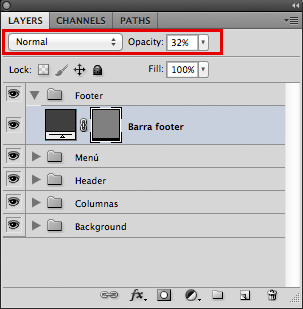 LAYERS CHANNELS PATHS
Normal Opacity: 32%
Lock: Fill: 100%
Footer
Barra footer
Menú
Header
Columnas
Background
fx